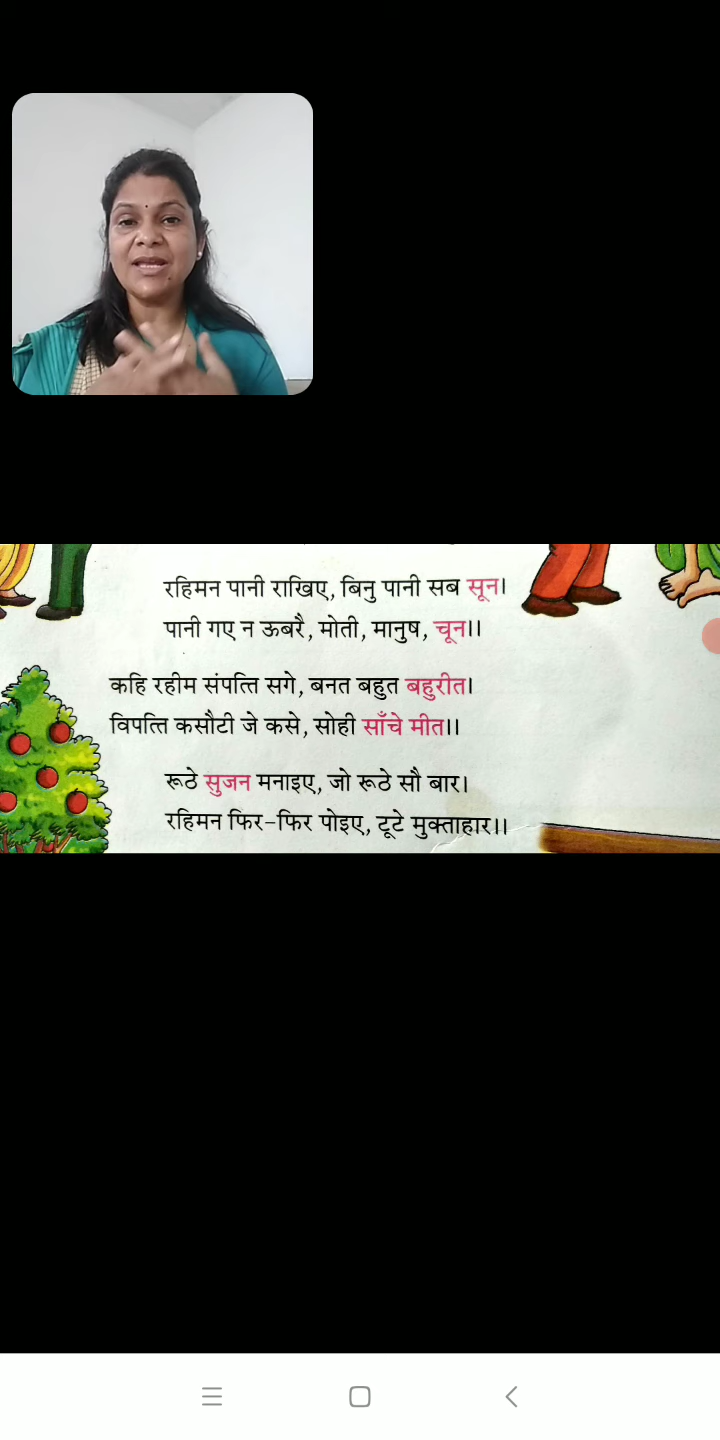 रहिमन पानी राखिए, बिनु पानी सब सून।
पानी गए न ऊबरै, मोती, मानुष, चून।।
कहि रहीम संपत्ति सगे, बनत बहुत बहुरीत।
विपत्ति कसौटी जे कसे, सोही साँचे मीत।।
रूठे सुजन मनाइए, जो रूठे सौ बार।
रहिमन फिर-फिर पोइए, टूटे मुक्ताहार।।